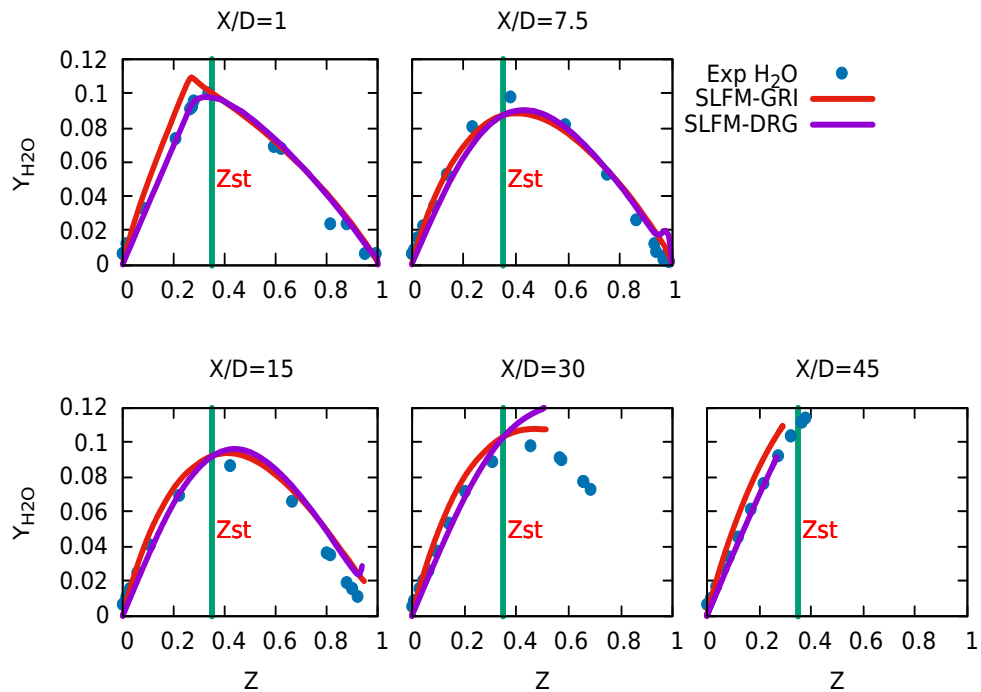 X/D=1
X/D=7.5
0.12
0.1
0.08
0.06
0.04
0.02
0
Y_H2O
Zst
0 0.2 0.4 0.6 0.8 1
Zst
0 0.2 0.4 0.6 0.8 1
Exp H₂O
SLFM-GRI
SLFM-DRG
X/D=15
X/D=30
X/D=45
0.12
0.1
0.08
0.06
0.04
0.02
0
Y_H2O
Zst
0 0.2 0.4 0.6 0.8 1
Z
Zst
0 0.2 0.4 0.6 0.8 1
Z
Zst
0 0.2 0.4 0.6 0.8 1
Z